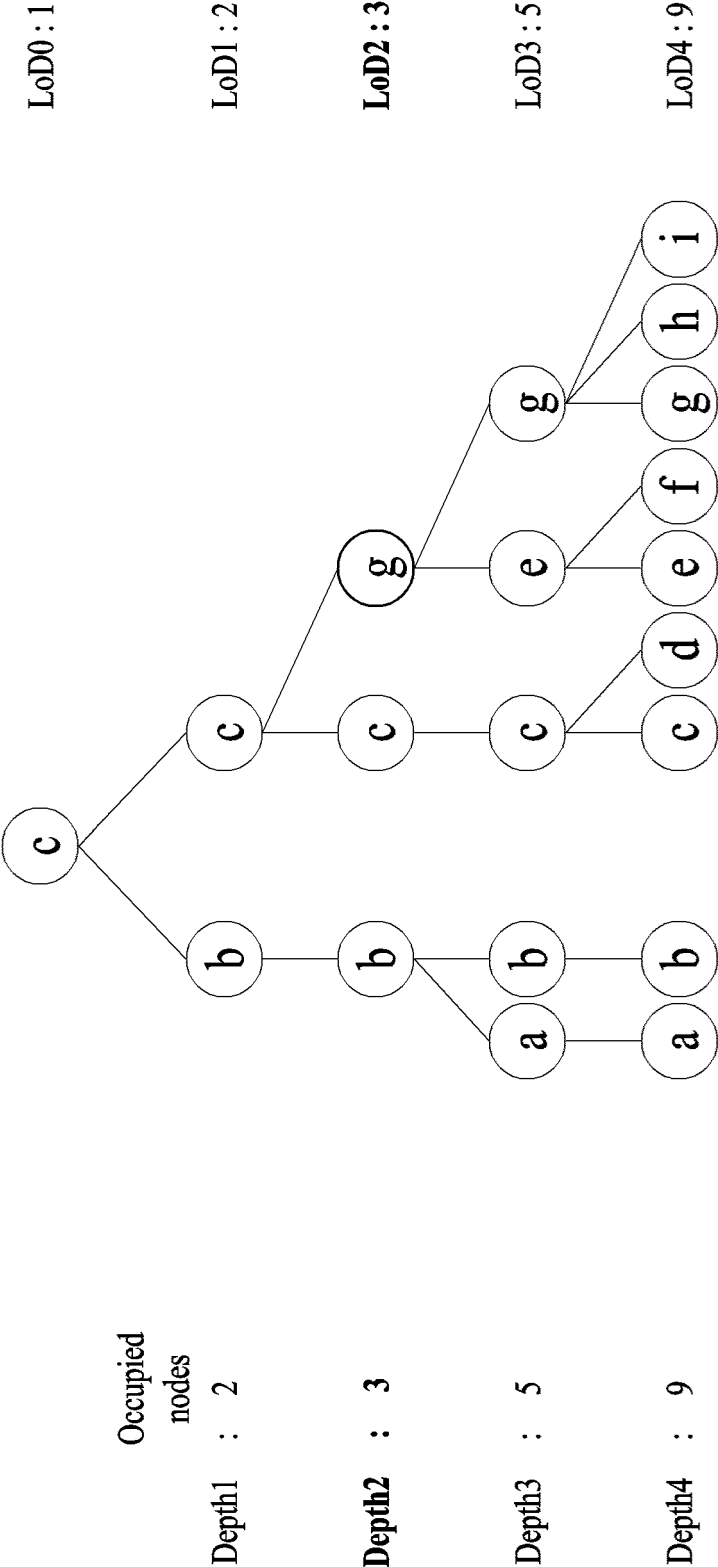 c LoD0 : 1
Occupied
nodes
Depth1 : 2 b c LoD1 : 2
Depth2 : 3 b c g LoD2 : 3
Depth3 : 5 a b c e g LoD3 : 5
Depth4 : 9 a b c d e f g h i LoD4 : 9